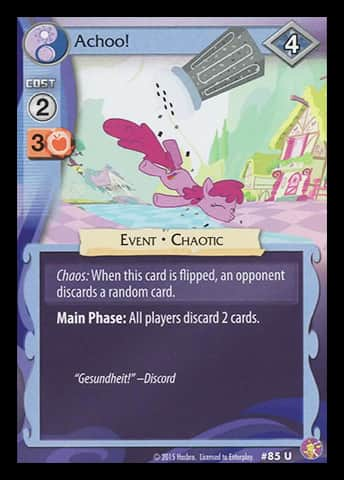 Achoo!
4
COST
2
3
EVENT • CHAOTIC
Chaos: When this card is flipped, an opponent
discards a random card.
Main Phase: All players discard 2 cards.
"Gesundheit!" –Discord
© 2015 Hasbro. Licensed to Enterplay. #85 U